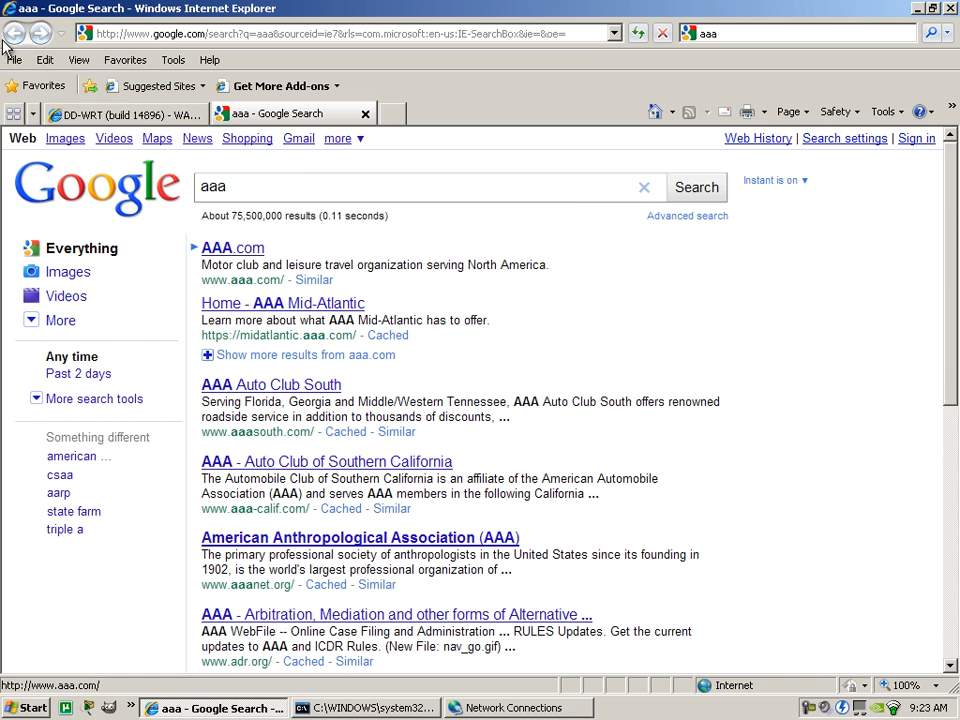 aaa - Google Search - Windows Internet Explorer
http://www.google.com/search?q=aaa&sourceid=ie7&rls=com.microsoft:en-us:IE-SearchBox&ie=&oe= aaa
File Edit View Favorites Tools Help
Favorites Suggested Sites Get More Add-ons
DD-WRT (build 14896) - WA... aaa - Google Search Page Safety Tools
Web Images Videos Maps News Shopping Gmail more Web History | Search settings | Sign in
Google aaa Search Instant is on
About 75,500,000 results (0.11 seconds) Advanced search
Everything
Images
Videos
More
Any time
Past 2 days
More search tools
Something different
american ...
csaa
aarp
state farm
triple a
AAA.com
Motor club and leisure travel organization serving North America.
www.aaa.com/ - Similar
Home - AAA Mid-Atlantic
Learn more about what AAA Mid-Atlantic has to offer.
https://midatlantic.aaa.com/ - Cached
Show more results from aaa.com
AAA Auto Club South
Serving Florida, Georgia and Middle/Western Tennessee, AAA Auto Club South offers renowned
roadside service in addition to thousands of discounts, ...
www.aaasouth.com/ - Cached - Similar
AAA - Auto Club of Southern California
The Automobile Club of Southern California is an affiliate of the American Automobile
Association (AAA) and serves AAA members in the following California ...
www.aaa-calif.com/ - Cached - Similar
American Anthropological Association (AAA)
The primary professional society of anthropologists in the United States since its founding in
1902, is the world's largest professional organization of ...
www.aaanet.org/ - Cached - Similar
AAA - Arbitration, Mediation and other forms of Alternative ...
AAA WebFile -- Online Case Filing and Administration ... RULES Updates. Get the current
updates to AAA and ICDR Rules. (New File: nav_go.gif) ...
www.adr.org/ - Cached - Similar
http://www.aaa.com/ Internet 100%
Start aaa - Google Search -... C:\WINDOWS\system32... Network Connections 9:23 AM